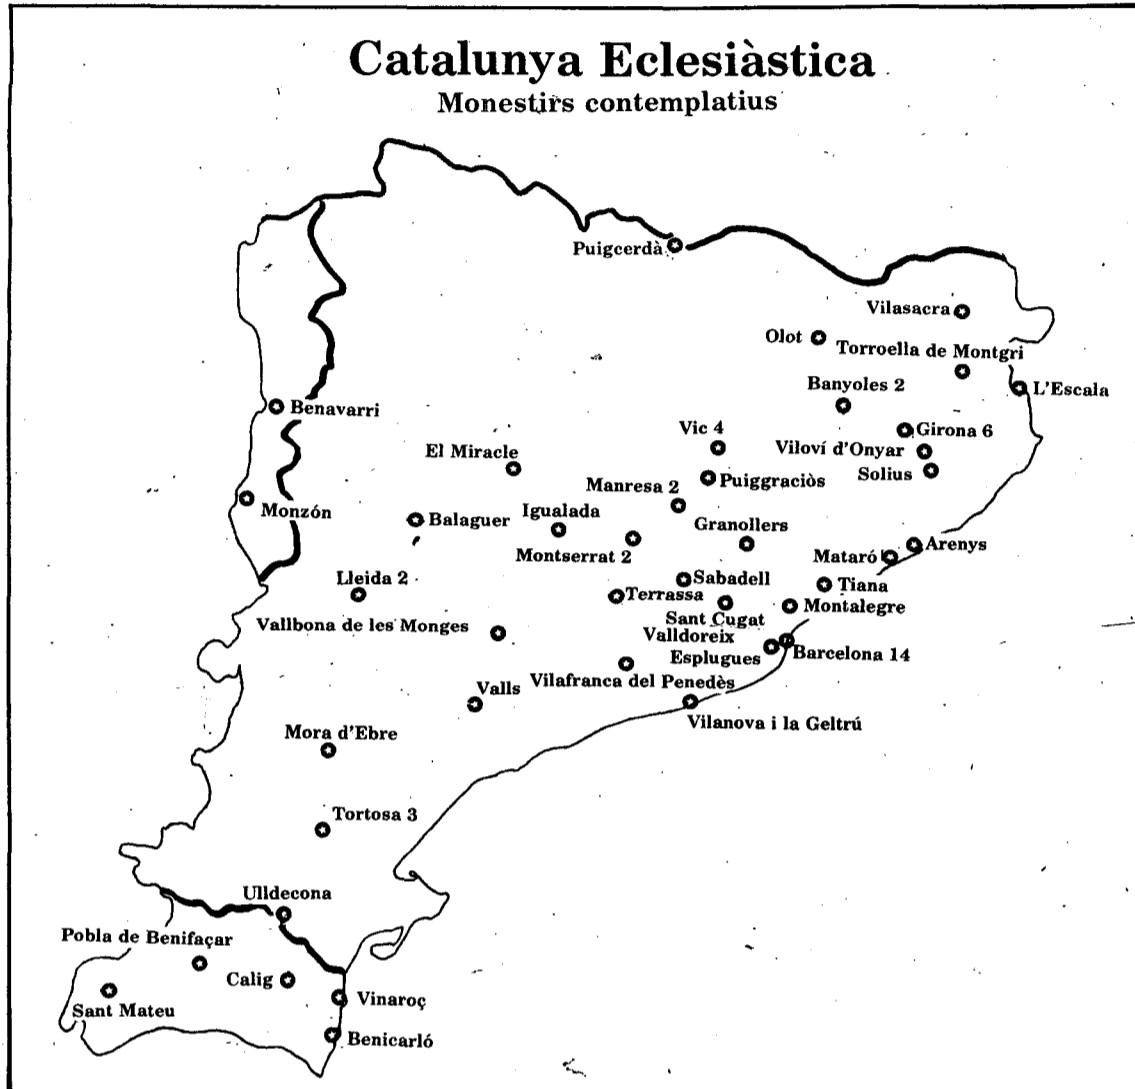 Catalunya Eclesiàstica
Monestirs contemplatius
Puigcerdà
Vilasacra
Olot
Torroella de Montgri
Banyoles 2
L'Escala
Benavarri
Vic 4
Girona 6
El Miracle
Viloví d'Onyar
Solius
Puiggraciòs
Manresa 2
Monzón
Balaguer
Igualada
Granollers
Montserrat 2
Arenys
Mataró
Lleida 2
Sabadell
Tiana
Terrassa
Montalegre
Sant Cugat
Vallbona de les Monges
Valldoreix
Esplugues
Barcelona 14
Vilafranca del Penedès
Valls
Vilanova i la Geltrú
Mora d'Ebre
Tortosa 3
Ulldecona
Pobla de Benifaçar
Calig
Vinaroç
Sant Mateu
Benicarló